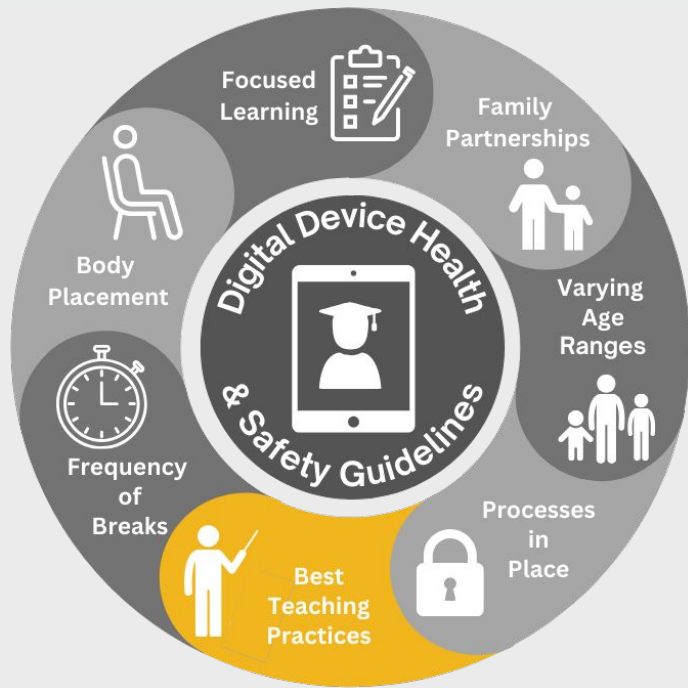 Digital Device Health
& Safety Guidelines
Focused
Learning
Family
Partnerships
Varying
Age
Ranges
Processes
in
Place
Best
Teaching
Practices
Frequency
of
Breaks
Body
Placement